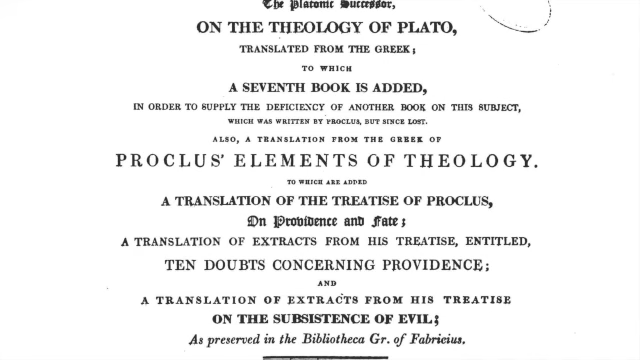 The Platonic Successor,
ON THE THEOLOGY OF PLATO,
TRANSLATED FROM THE GREEK;
TO WHICH
A SEVENTH BOOK IS ADDED,
IN ORDER TO SUPPLY THE DEFICIENCY OF ANOTHER BOOK ON THIS SUBJECT,
WHICH WAS WRITTEN BY PROCLUS, BUT SINCE LOST.
ALSO, A TRANSLATION FROM THE GREEK OF
PROCLUS' ELEMENTS OF THEOLOGY.
TO WHICH ARE ADDED
A TRANSLATION OF THE TREATISE OF PROCLUS,
On Providence and Fate;
A TRANSLATION OF EXTRACTS FROM HIS TREATISE, ENTITLED,
TEN DOUBTS CONCERNING PROVIDENCE;
AND
A TRANSLATION OF EXTRACTS FROM HIS TREATISE
ON THE SUBSISTENCE OF EVIL;
As preserved in the Bibliotheca Gr. of Fabricius.